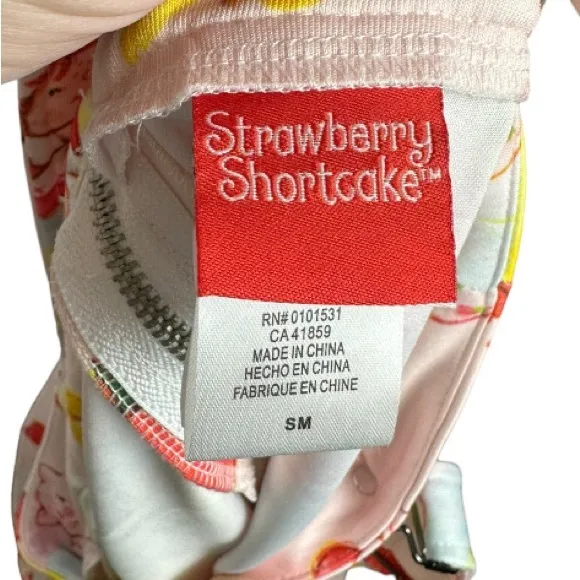 Strawberry
Shortcake™
RN# 0101531
CA 41859
MADE IN CHINA
HECHO EN CHINA
FABRIQUE EN CHINE
SM